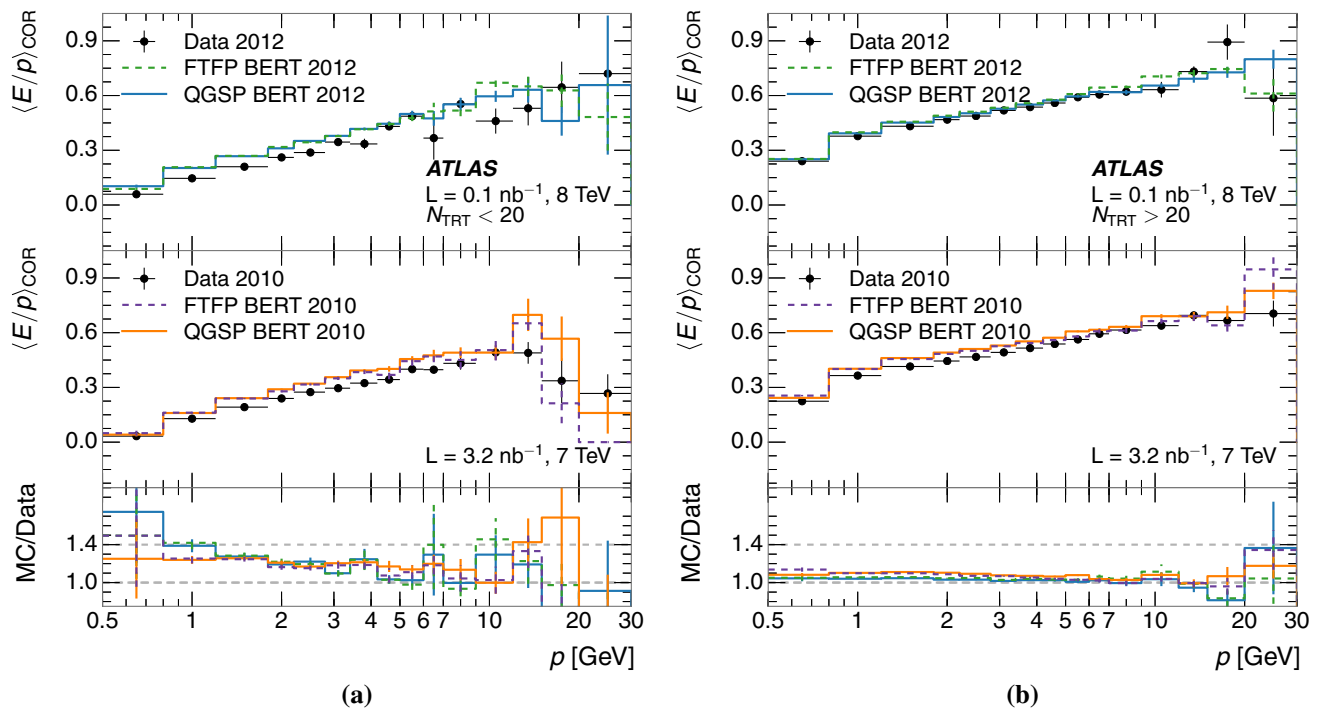 ⟨E/p⟩COR
0.9
0.6
0.3
0.0
Data 2012
FTFP BERT 2012
QGSP BERT 2012
ATLAS
L = 0.1 nb⁻¹, 8 TeV
N_TRT < 20
⟨E/p⟩COR
0.9
0.6
0.3
0.0
Data 2010
FTFP BERT 2010
QGSP BERT 2010
L = 3.2 nb⁻¹, 7 TeV
MC/Data
1.4
1.0
0.5 1 2 3 4 5 6 7 10 20 30
p [GeV]
(a)
⟨E/p⟩COR
0.9
0.6
0.3
0.0
Data 2012
FTFP BERT 2012
QGSP BERT 2012
ATLAS
L = 0.1 nb⁻¹, 8 TeV
N_TRT > 20
⟨E/p⟩COR
0.9
0.6
0.3
0.0
Data 2010
FTFP BERT 2010
QGSP BERT 2010
L = 3.2 nb⁻¹, 7 TeV
MC/Data
1.4
1.0
0.5 1 2 3 4 5 6 7 10 20 30
p [GeV]
(b)